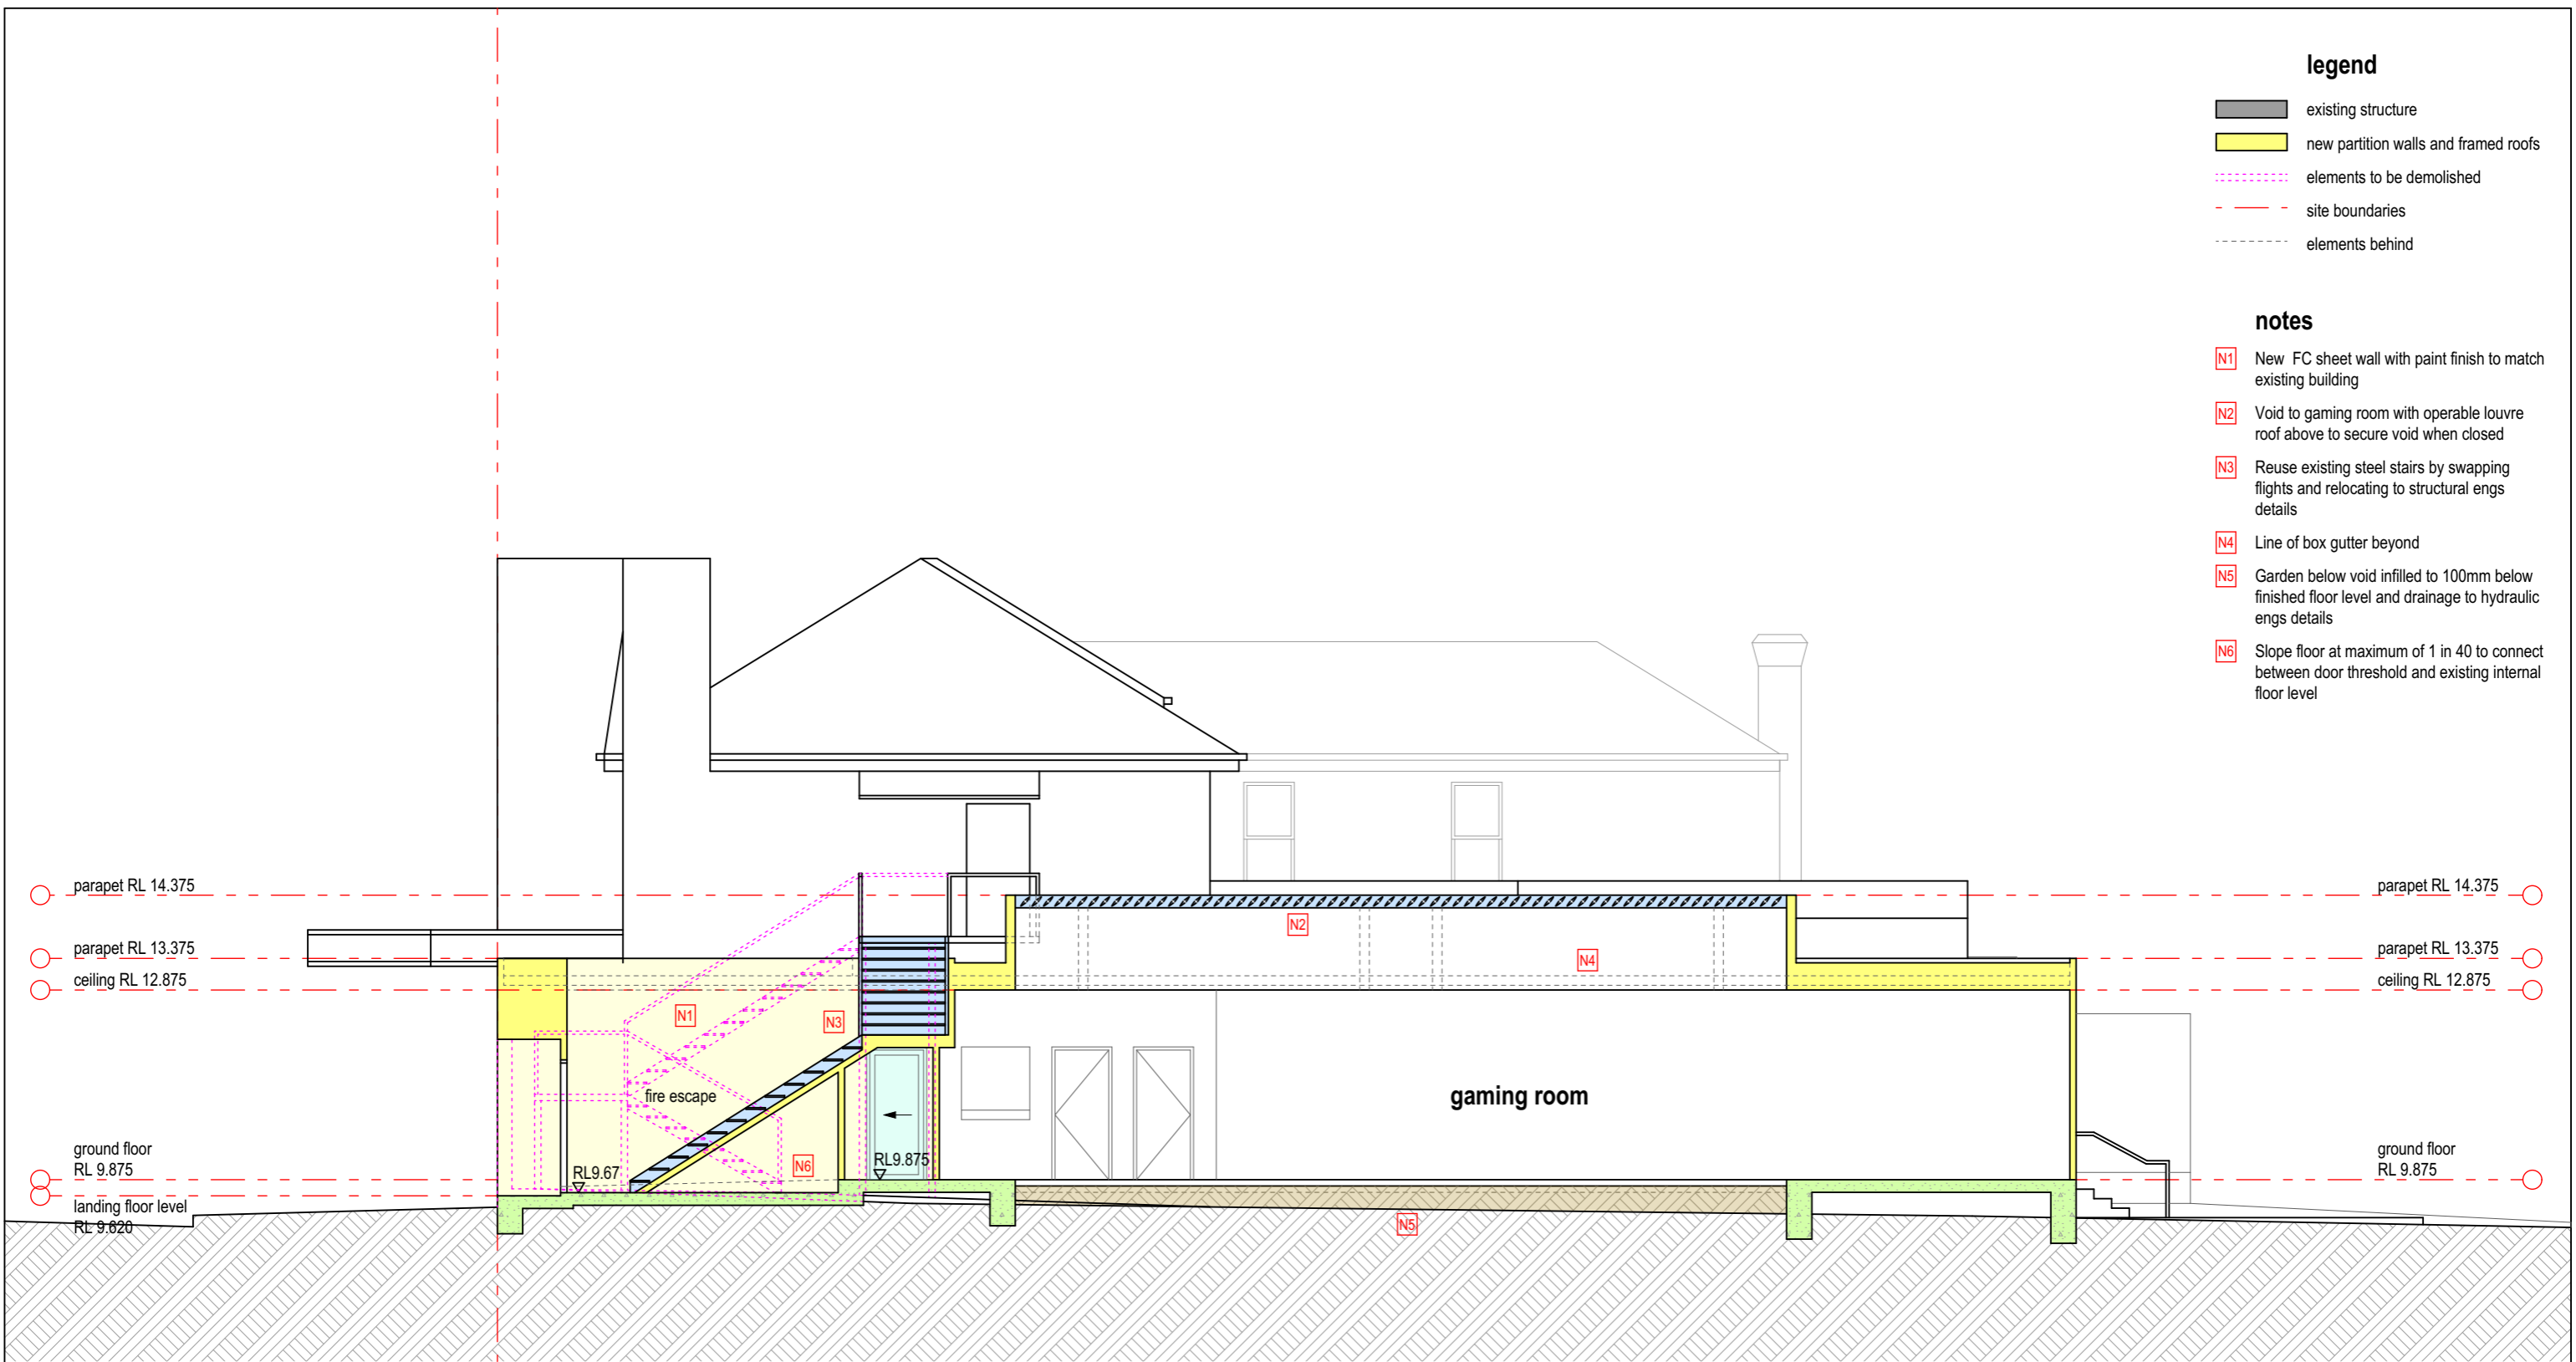 legend
existing structure
new partition walls and framed roofs
elements to be demolished
site boundaries
elements behind
notes
N1 New FC sheet wall with paint finish to match
existing building
N2 Void to gaming room with operable louvre
roof above to secure void when closed
N3 Reuse existing steel stairs by swapping
flights and relocating to structural engs
details
N4 Line of box gutter beyond
N5 Garden below void infilled to 100mm below
finished floor level and drainage to hydraulic
engs details
N6 Slope floor at maximum of 1 in 40 to connect
between door threshold and existing internal
floor level
parapet RL 14.375
parapet RL 14.375
N2
parapet RL 13.375
parapet RL 13.375
N4
ceiling RL 12.875
ceiling RL 12.875
N1
N3
fire escape
gaming room
ground floor
RL 9.875
ground floor
RL 9.875
RL9.67
N6
RL9.875
landing floor level
RL 9.620
N5